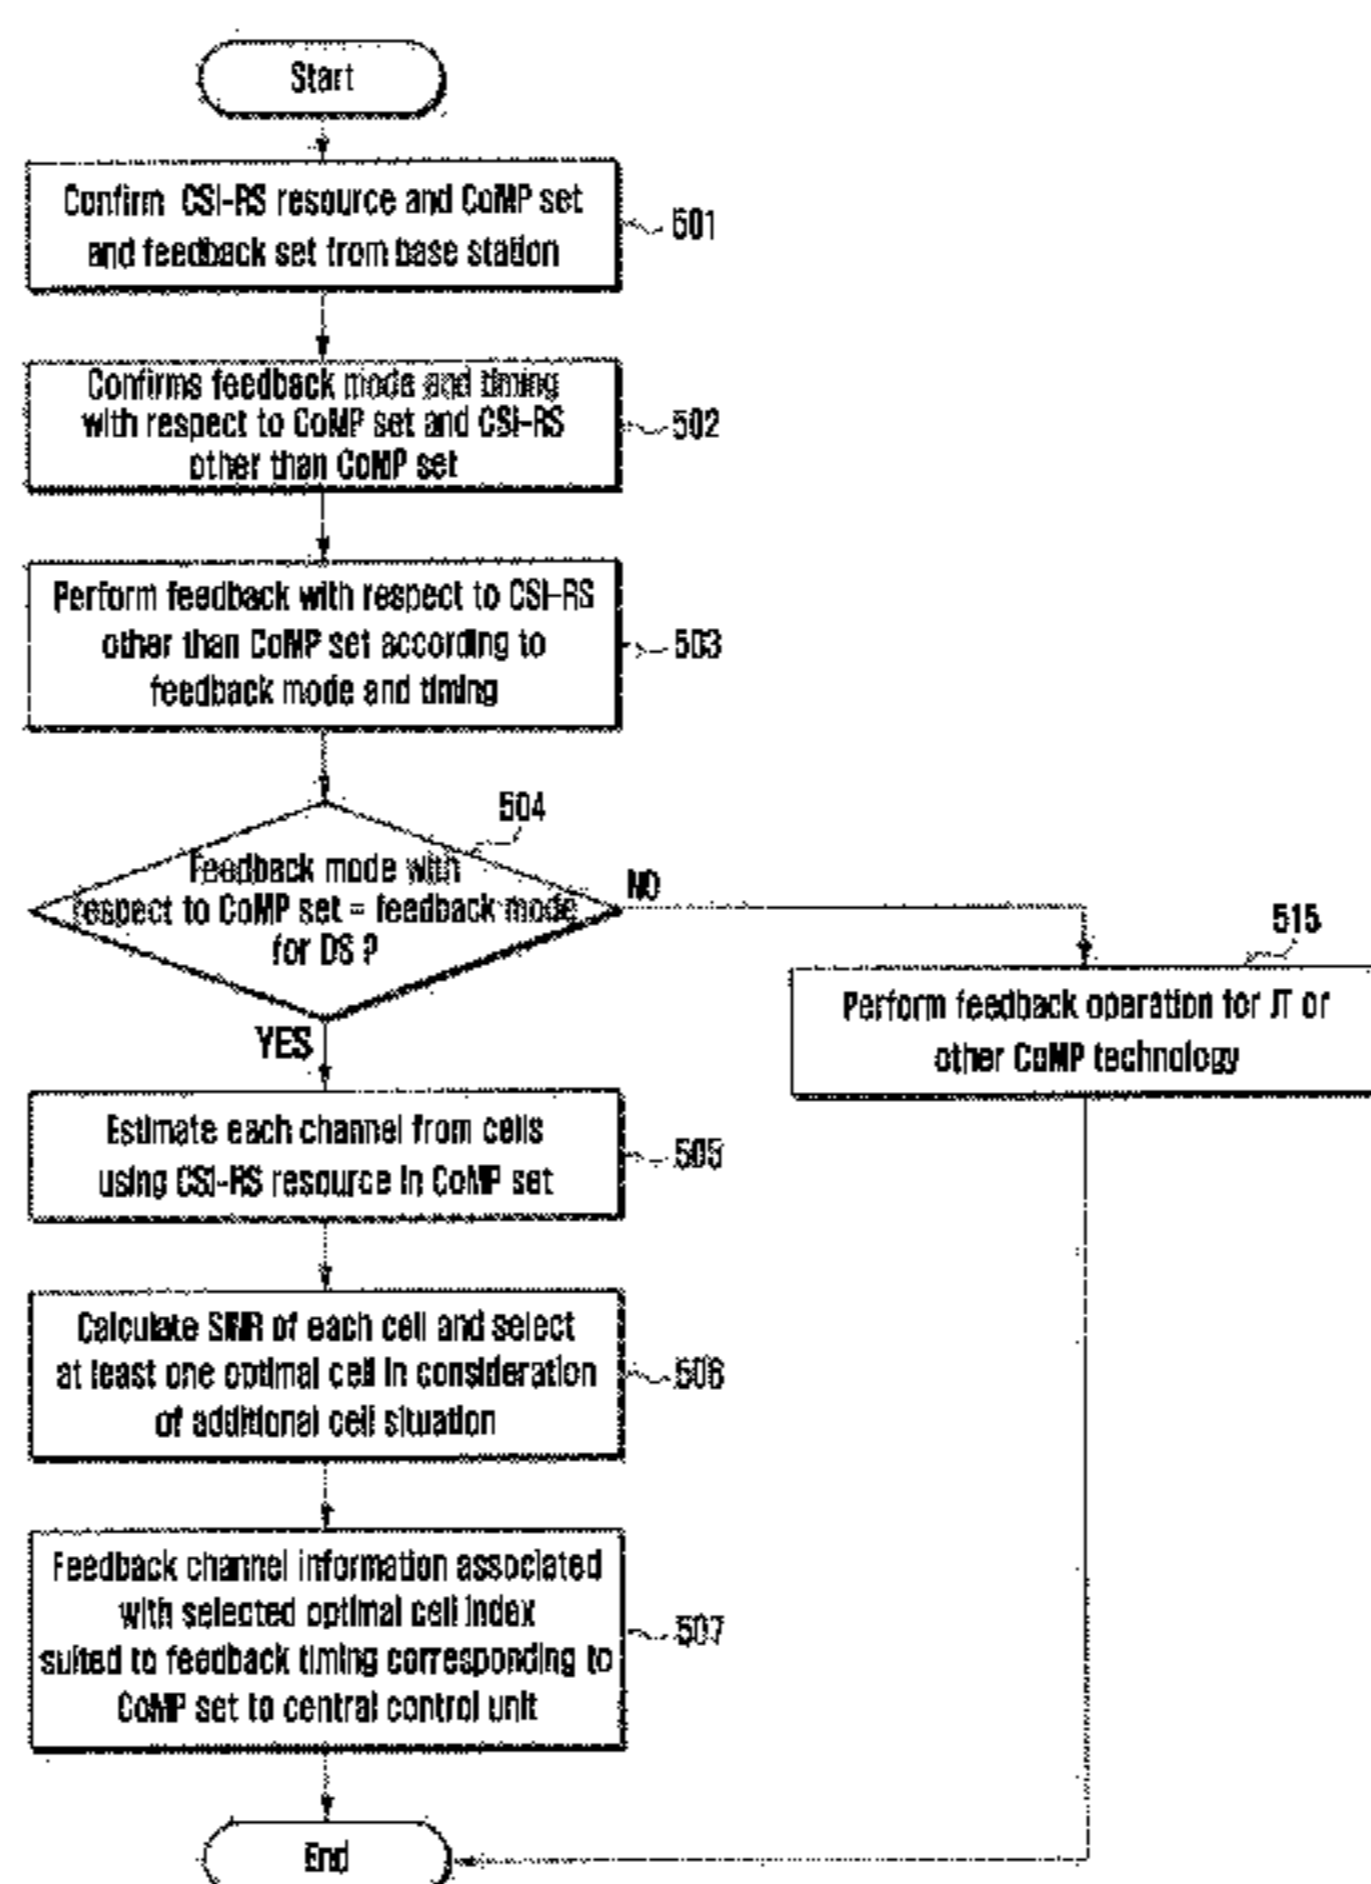 Start
Confirm CSI-RS resource and CoMP set
and feedback set from base station
501
Confirms feedback mode and timing
with respect to CoMP set and CSI-RS
other than CoMP set
502
Perform feedback with respect to CSI-RS
other than CoMP set according to
feedback mode and timing
503
504
Feedback mode with
respect to CoMP set = feedback mode
for DS ?
NO
515
Perform feedback operation for JT or
other CoMP technology
YES
Estimate each channel from cells
using CSI-RS resource in CoMP set
505
Calculate SINR of each cell and select
at least one optimal cell in consideration
of additional cell situation
506
Feedback channel information associated
with selected optimal cell index
suited to feedback timing corresponding to
CoMP set to central control unit
507
End